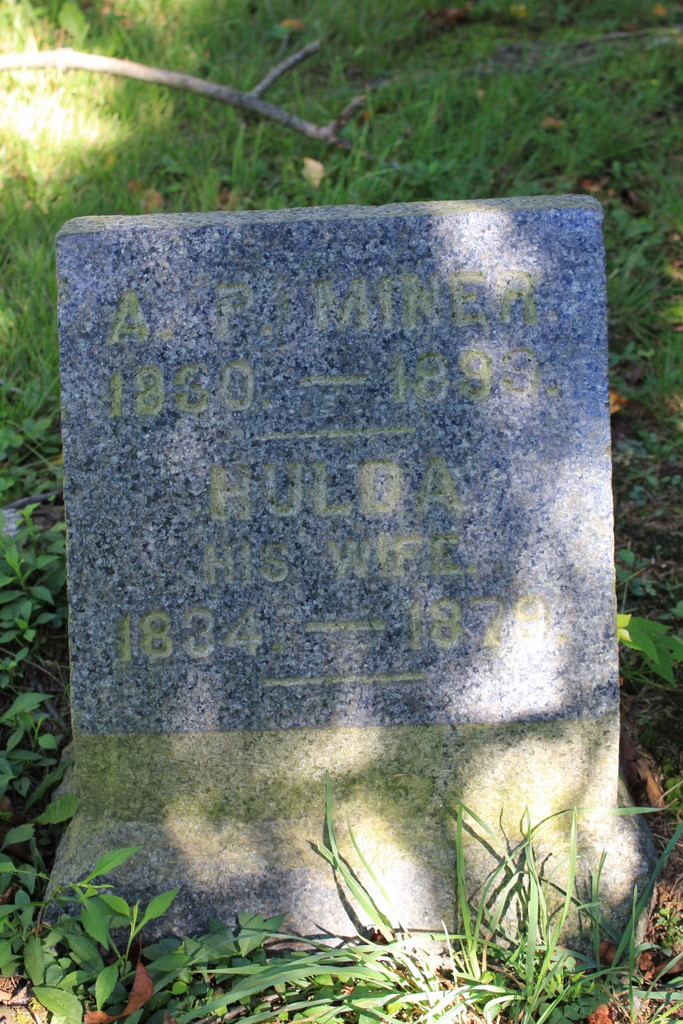 A. P. MINER.
1830. — 1899.
HULDA
HIS WIFE.
1834. — 1879.